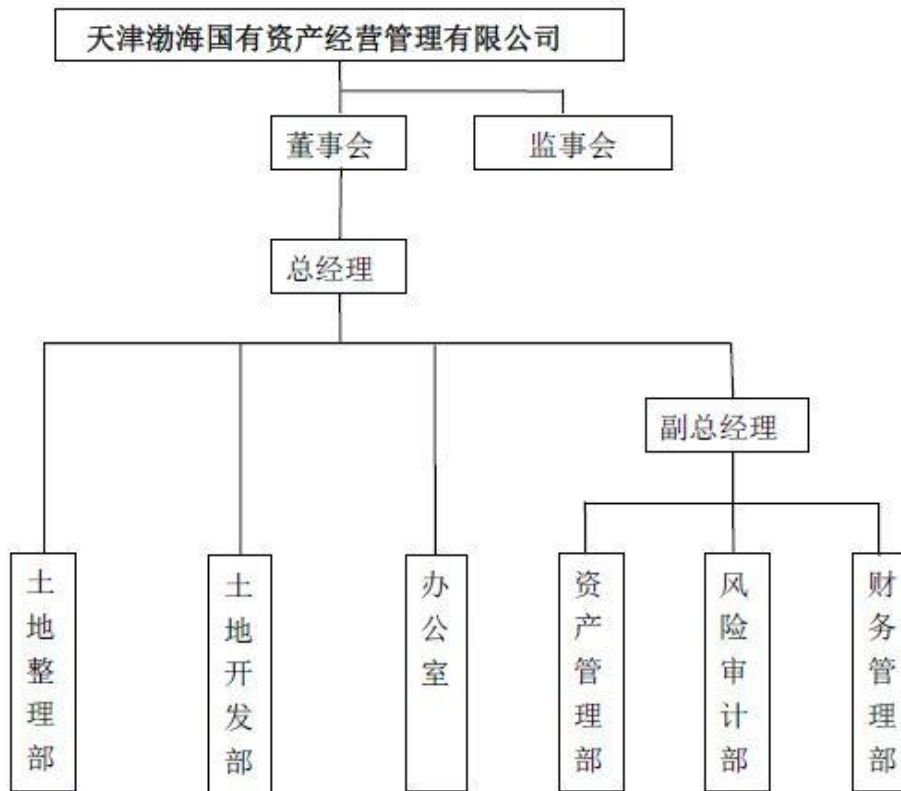 天津渤海国有资产经营管理有限公司
董事会
监事会
总经理
副总经理
土地整理部
土地开发部
办公室
资产管理部
风险审计部
财务管理部